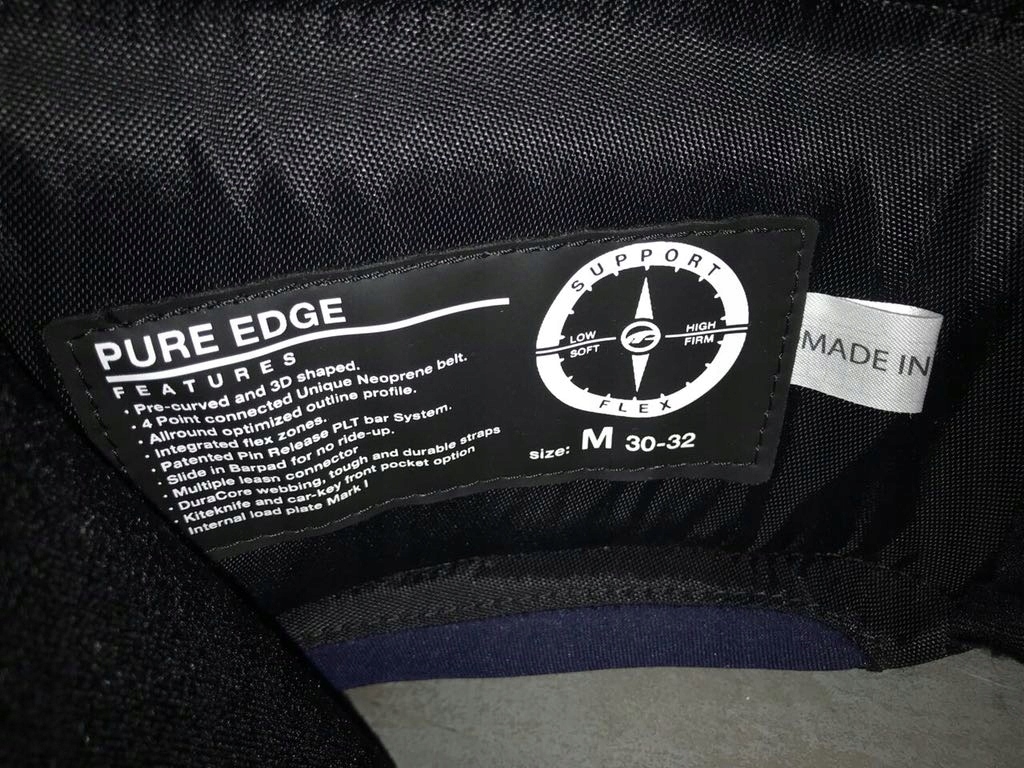 PURE EDGE
FEATURES
· Pre-curved and 3D shaped.
· 4 Point connected Unique Neoprene belt.
· Allround optimized outline profile.
· Integrated flex zones.
· Patented Pin Release PLT bar System.
Slide in Barpad for no ride-up.
· Multiple leasn connector
· DuraCore webbing, tough and durable straps
· Kiteknife and car-key front pocket option
Internal load plate Mark I
SUPPORT
LOW HIGH
SOFT FIRM
FLEX
size: M 30-32
MADE IN